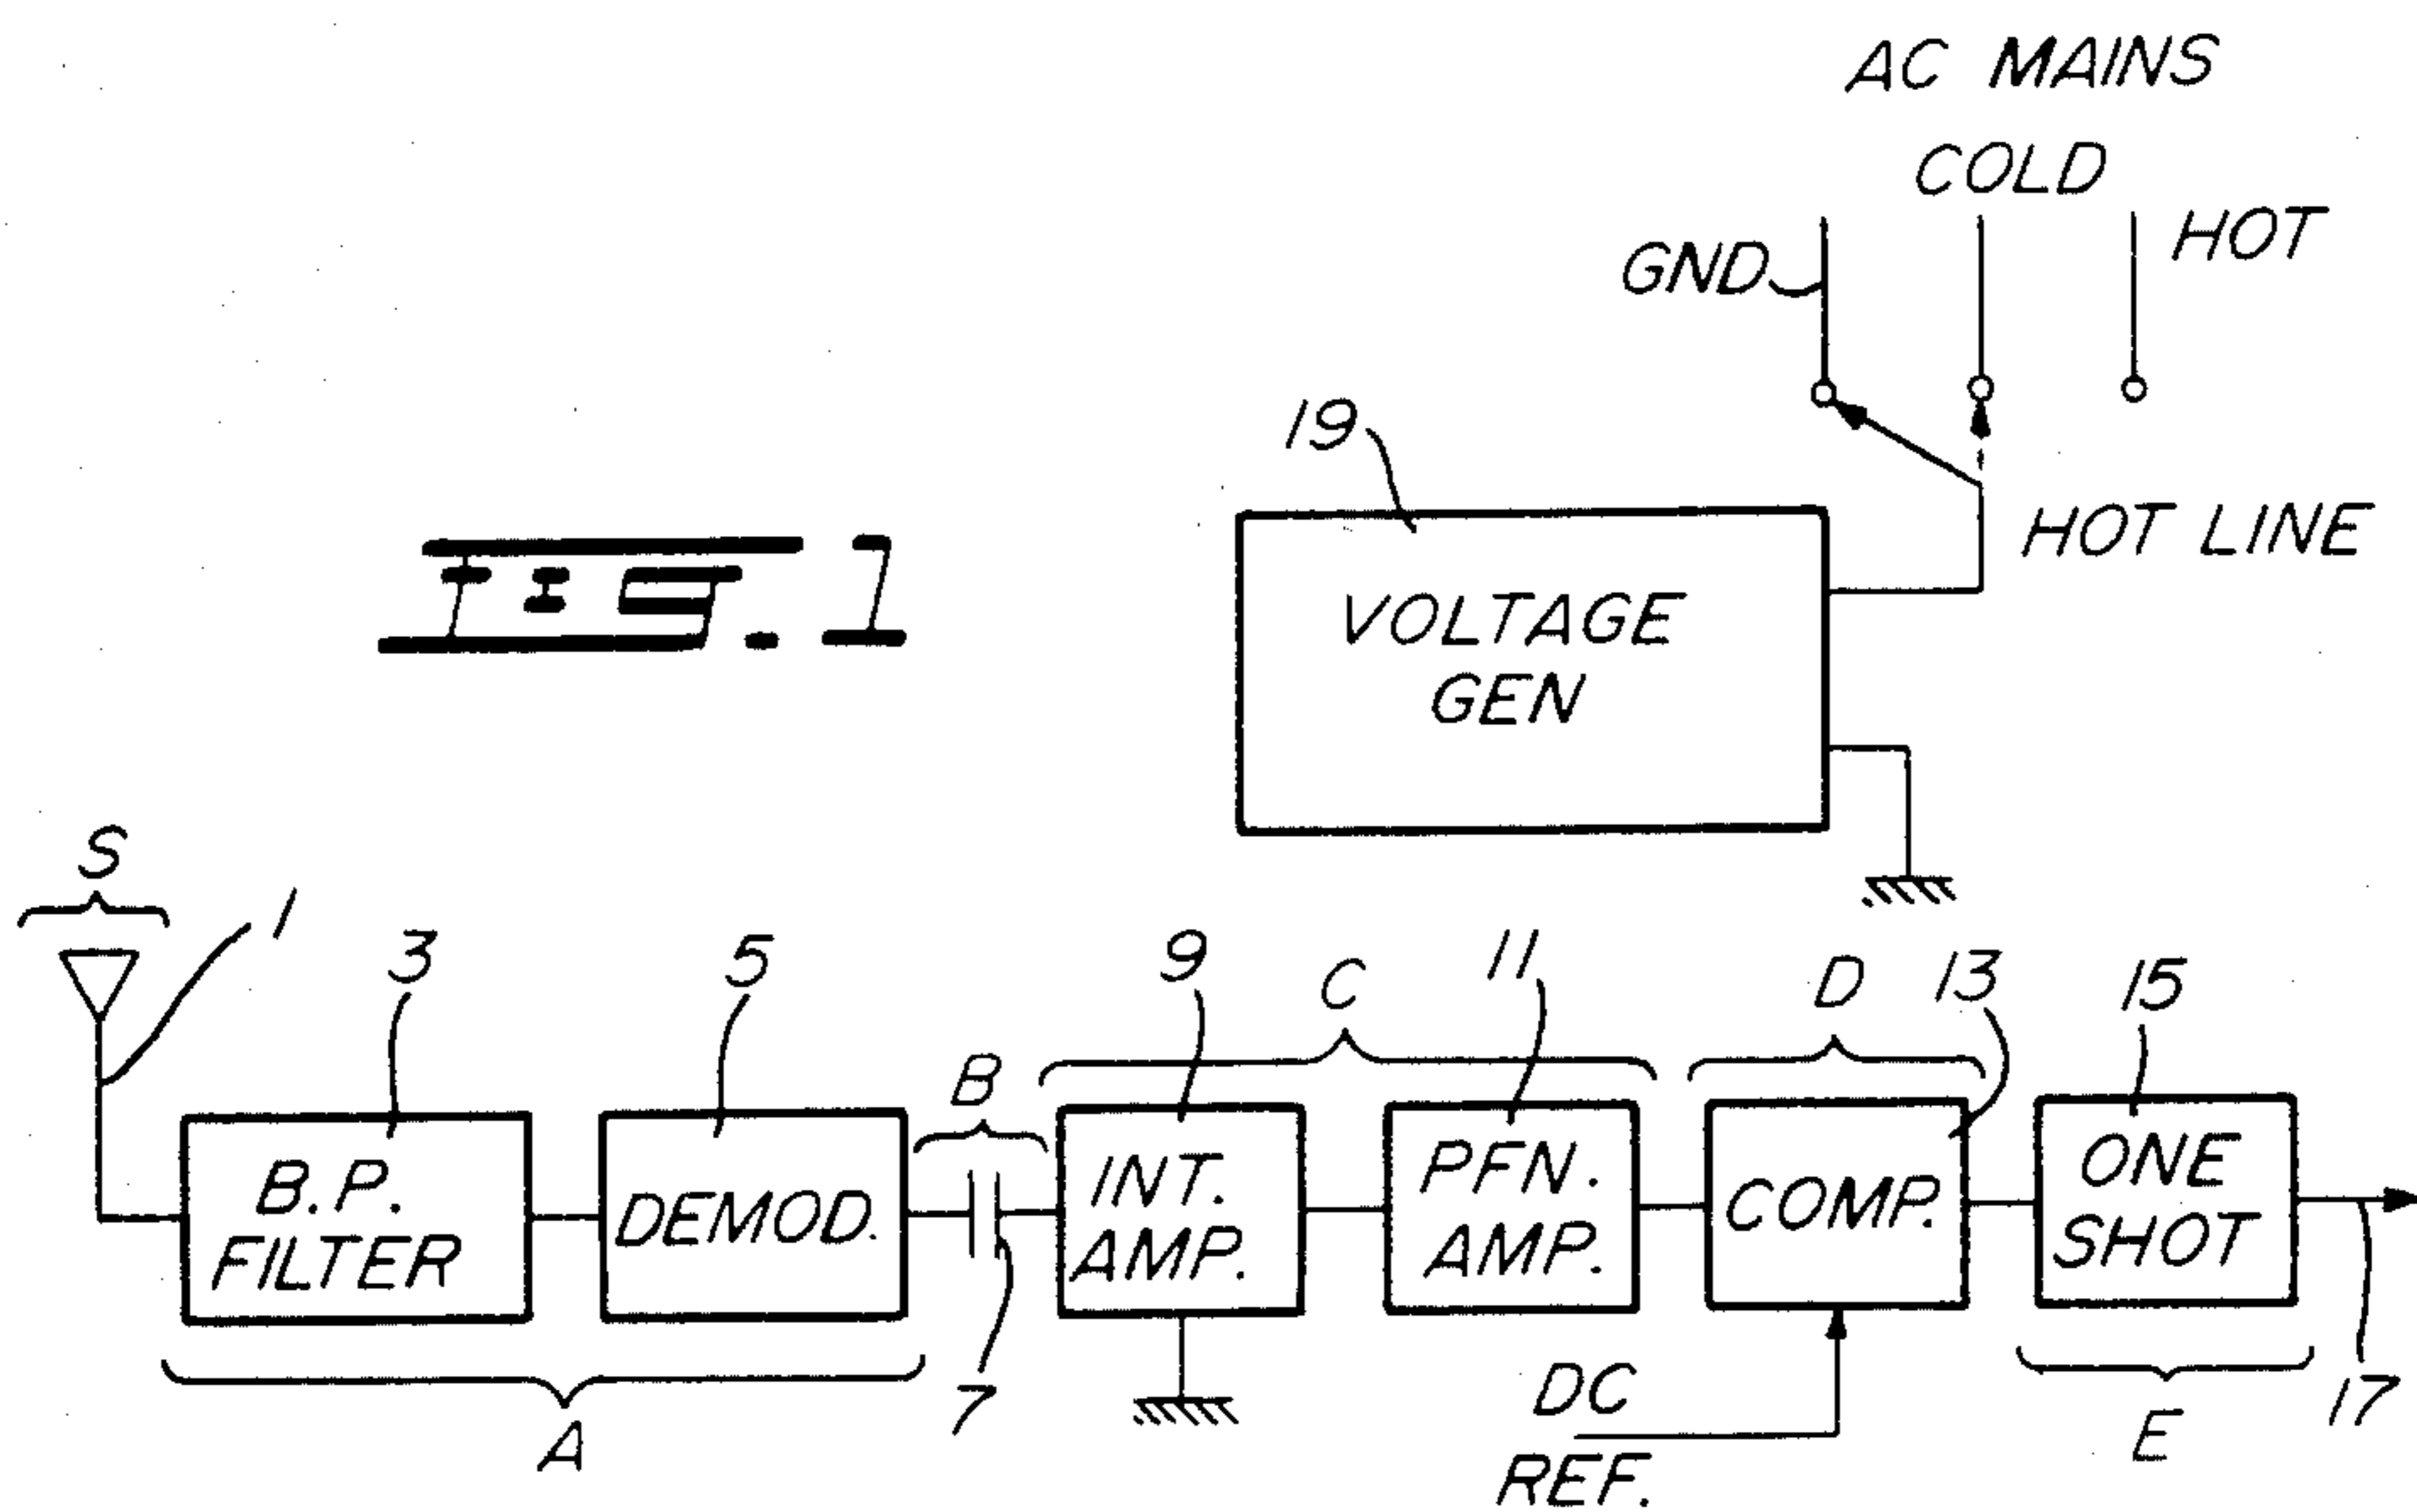 AC MAINS
COLD
HOT
GND
19
HOT LINE
FIG. 1
VOLTAGE
GEN
S
1
3
5
B
9
C
11
D
13
15
B.P.
FILTER
DEMOD.
INT.
AMP.
PFN.
AMP.
COMP.
ONE
SHOT
A
7
DC
REF.
E
17